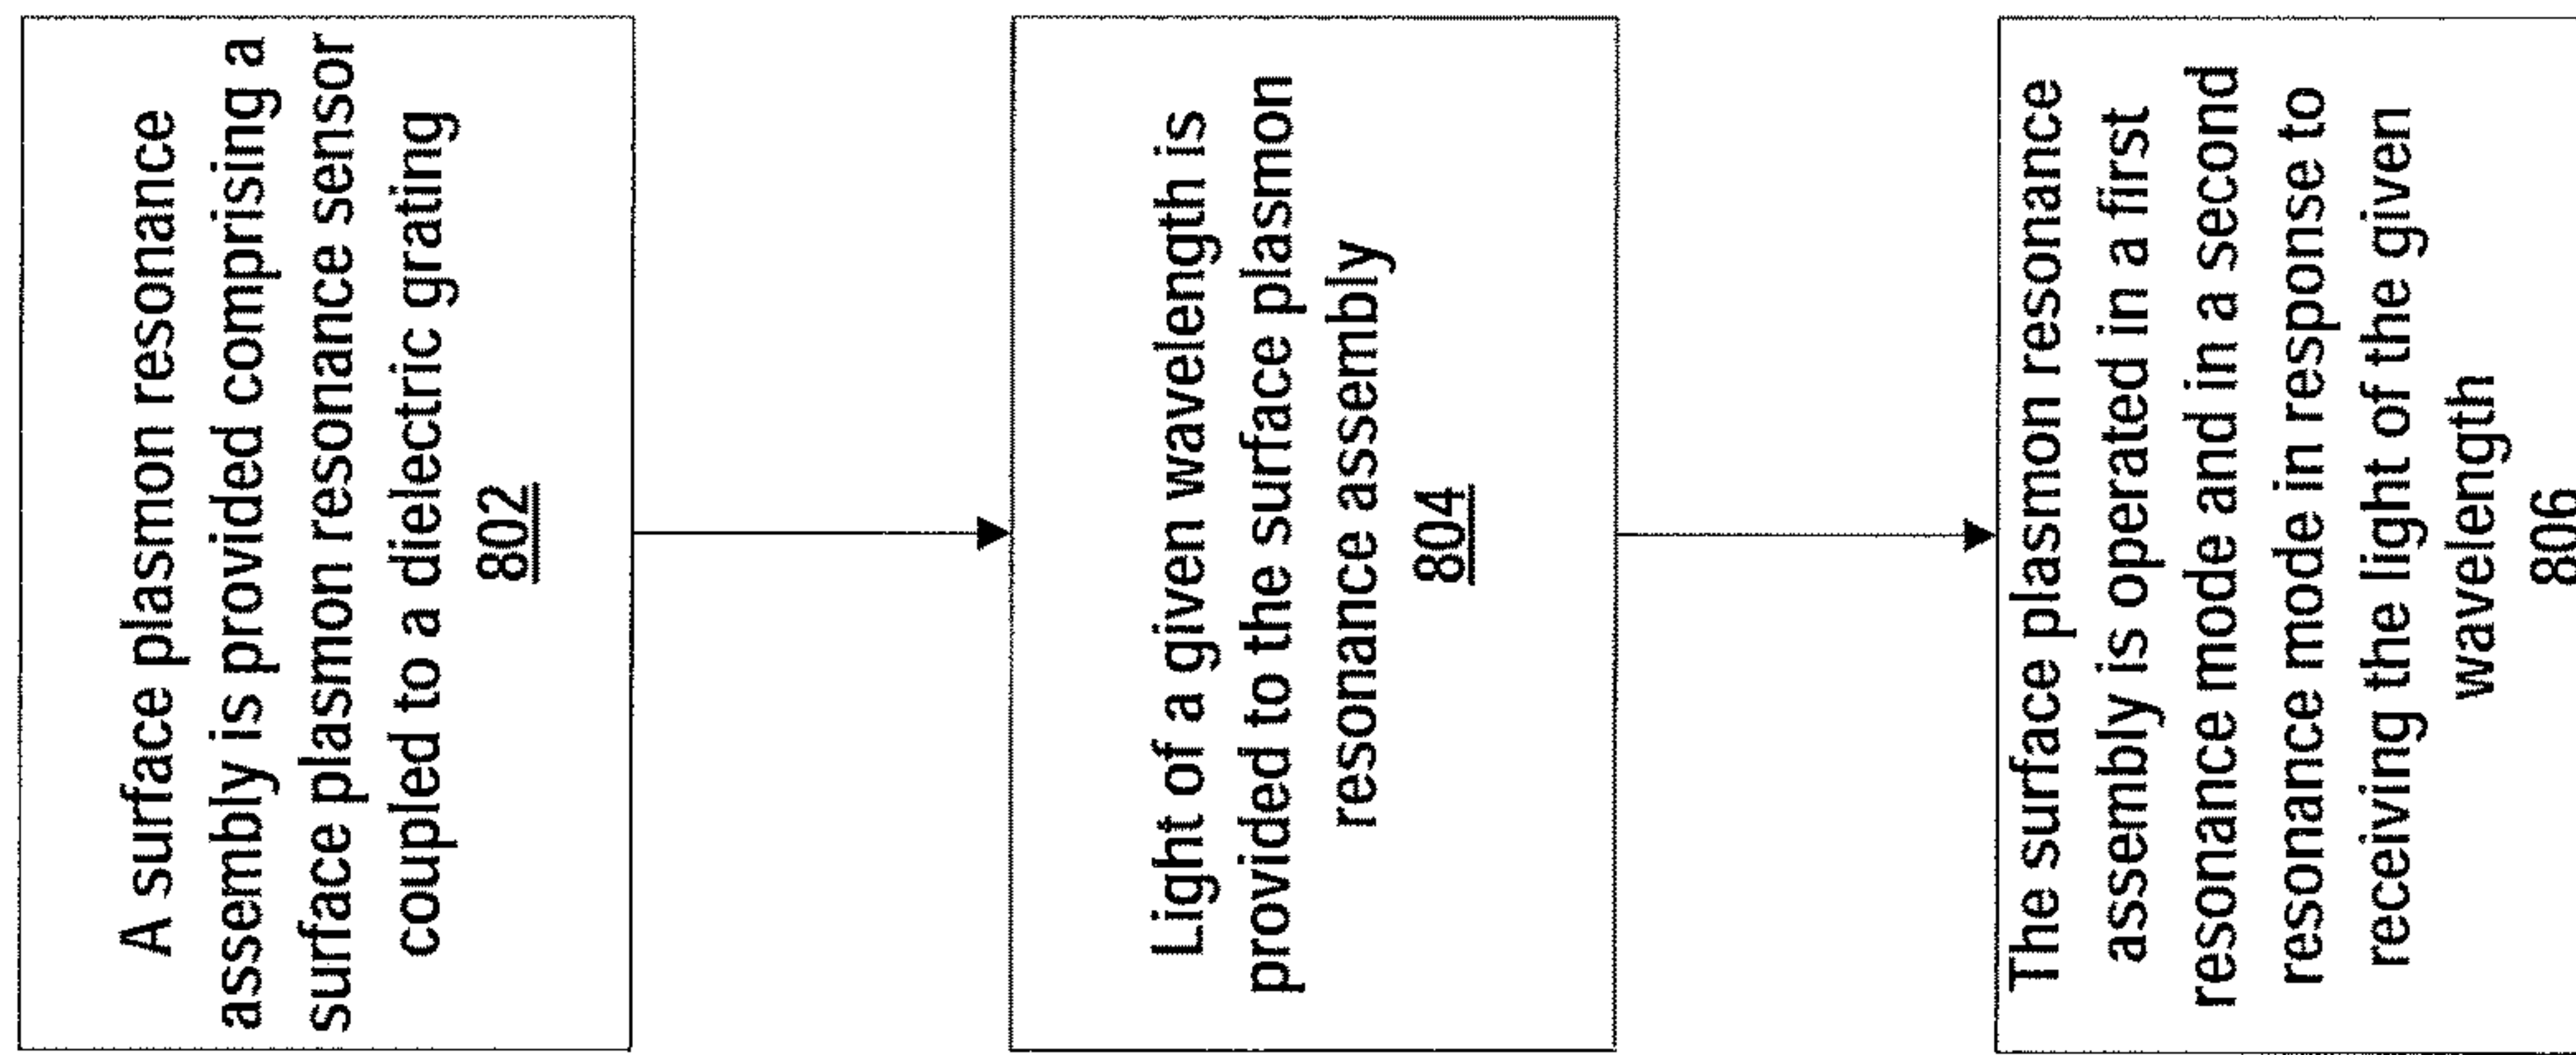 A surface plasmon resonance
assembly is provided comprising a
surface plasmon resonance sensor
coupled to a dielectric grating
802
Light of a given wavelength is
provided to the surface plasmon
resonance assembly
804
The surface plasmon resonance
assembly is operated in a first
resonance mode and in a second
resonance mode in response to
receiving the light of the given
wavelength
806